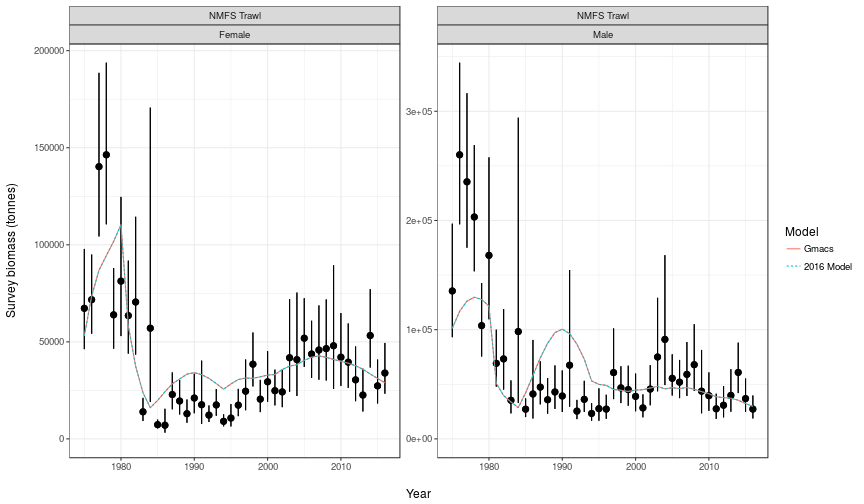 NMFS Trawl
NMFS Trawl
Female
Male
200000
150000
100000
50000
0
3e+05
2e+05
1e+05
0e+00
1980
1990
2000
2010
1980
1990
2000
2010
Survey biomass (tonnes)
Year
Model
Gmacs
2016 Model